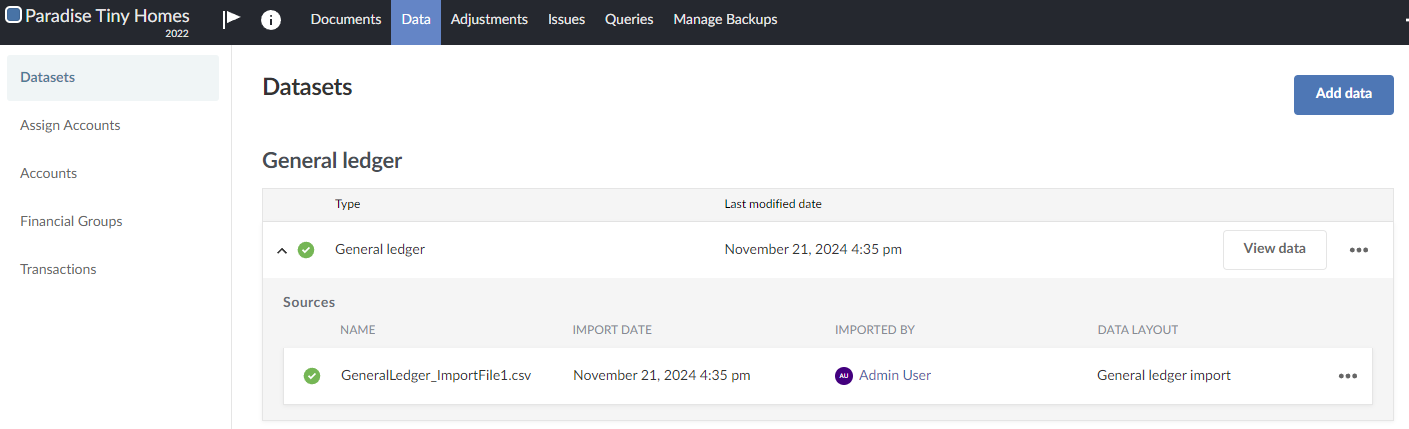 Paradise Tiny Homes
2022
Documents Data Adjustments Issues Queries Manage Backups
Datasets
Assign Accounts
Accounts
Financial Groups
Transactions
Datasets
Add data
General ledger
Type Last modified date
General ledger November 21, 2024 4:35 pm View data
Sources
NAME IMPORT DATE IMPORTED BY DATA LAYOUT
GeneralLedger_ImportFile1.csv November 21, 2024 4:35 pm AU Admin User General ledger import